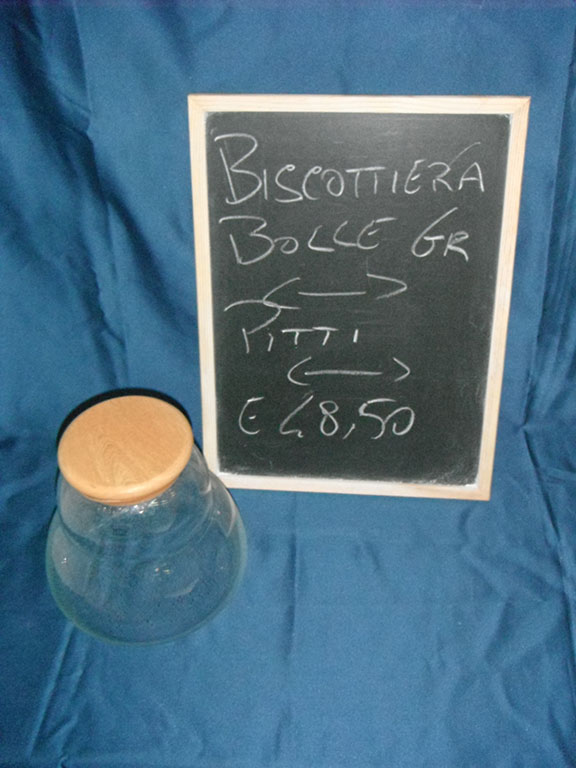 BISCOTTIERA
BOLLE GR
PITTI
€ 48,50